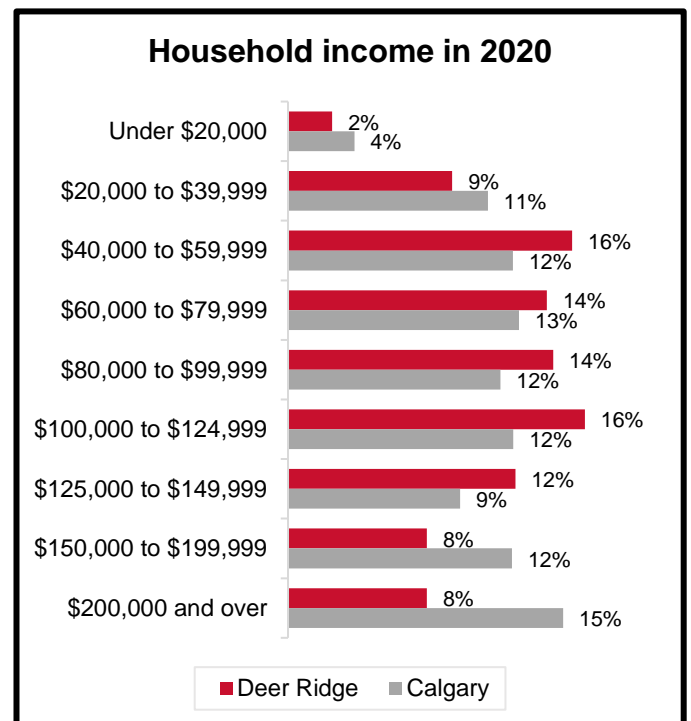 Household income in 2020
Under $20,000
2%
4%
$20,000 to $39,999
9%
11%
$40,000 to $59,999
16%
12%
$60,000 to $79,999
14%
13%
$80,000 to $99,999
14%
12%
$100,000 to $124,999
16%
12%
$125,000 to $149,999
12%
9%
$150,000 to $199,999
8%
12%
$200,000 and over
8%
15%
Deer Ridge Calgary